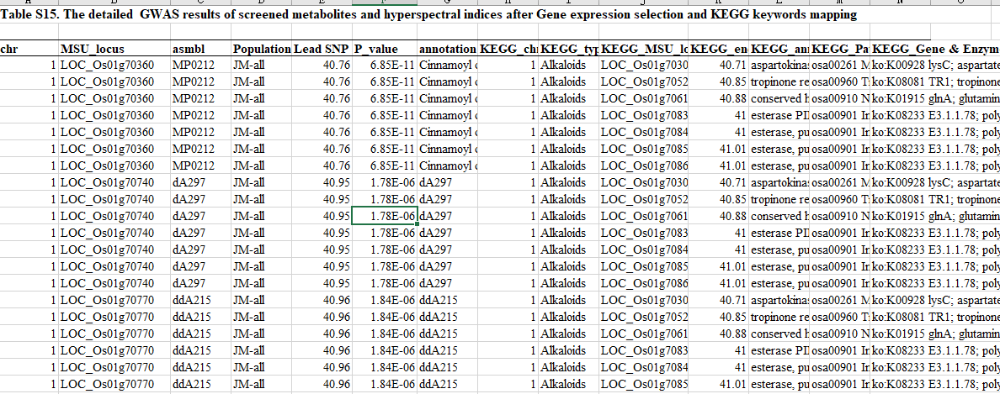 Table S15. The detailed GWAS results of screened metabolites and hyperspectral indices after Gene expression selection and KEGG keywords mapping
chr MSU_locus asmbl Population Lead SNP P_value annotation KEGG_ch KEGG_typ KEGG_MSU_lo KEGG_en KEGG_an KEGG_Pa KEGG_Gene & Enzym
1 LOC_Os01g70360 MP0212 JM-all 40.76 6.85E-11 Cinnamoyl 1 Alkaloids LOC_Os01g7030 40.71 aspartokina osa00261 M ko:K00928 lysC; aspartate
1 LOC_Os01g70360 MP0212 JM-all 40.76 6.85E-11 Cinnamoyl 1 Alkaloids LOC_Os01g7052 40.85 tropinone re osa00960 T ko:K08081 TR1; tropinone
1 LOC_Os01g70360 MP0212 JM-all 40.76 6.85E-11 Cinnamoyl 1 Alkaloids LOC_Os01g7061 40.88 conserved h osa00910 N ko:K01915 glnA; glutamin
1 LOC_Os01g70360 MP0212 JM-all 40.76 6.85E-11 Cinnamoyl 1 Alkaloids LOC_Os01g7083 41 esterase PI osa00901 In ko:K08233 E3.1.1.78; poly
1 LOC_Os01g70360 MP0212 JM-all 40.76 6.85E-11 Cinnamoyl 1 Alkaloids LOC_Os01g7084 41 esterase, pu osa00901 In ko:K08233 E3.1.1.78; poly
1 LOC_Os01g70360 MP0212 JM-all 40.76 6.85E-11 Cinnamoyl 1 Alkaloids LOC_Os01g7085 41.01 esterase, pu osa00901 In ko:K08233 E3.1.1.78; poly
1 LOC_Os01g70360 MP0212 JM-all 40.76 6.85E-11 Cinnamoyl 1 Alkaloids LOC_Os01g7086 41.01 esterase, pu osa00901 In ko:K08233 E3.1.1.78; poly
1 LOC_Os01g70740 dA297 JM-all 40.95 1.78E-06 dA297 1 Alkaloids LOC_Os01g7030 40.71 aspartokina osa00261 M ko:K00928 lysC; aspartate
1 LOC_Os01g70740 dA297 JM-all 40.95 1.78E-06 dA297 1 Alkaloids LOC_Os01g7052 40.85 tropinone re osa00960 T ko:K08081 TR1; tropinone
1 LOC_Os01g70740 dA297 JM-all 40.95 1.78E-06 dA297 1 Alkaloids LOC_Os01g7061 40.88 conserved h osa00910 N ko:K01915 glnA; glutamin
1 LOC_Os01g70740 dA297 JM-all 40.95 1.78E-06 dA297 1 Alkaloids LOC_Os01g7083 41 esterase PI osa00901 In ko:K08233 E3.1.1.78; poly
1 LOC_Os01g70740 dA297 JM-all 40.95 1.78E-06 dA297 1 Alkaloids LOC_Os01g7084 41 esterase, pu osa00901 In ko:K08233 E3.1.1.78; poly
1 LOC_Os01g70740 dA297 JM-all 40.95 1.78E-06 dA297 1 Alkaloids LOC_Os01g7085 41.01 esterase, pu osa00901 In ko:K08233 E3.1.1.78; poly
1 LOC_Os01g70740 dA297 JM-all 40.95 1.78E-06 dA297 1 Alkaloids LOC_Os01g7086 41.01 esterase, pu osa00901 In ko:K08233 E3.1.1.78; poly
1 LOC_Os01g70770 ddA215 JM-all 40.96 1.84E-06 ddA215 1 Alkaloids LOC_Os01g7030 40.71 aspartokina osa00261 M ko:K00928 lysC; aspartate
1 LOC_Os01g70770 ddA215 JM-all 40.96 1.84E-06 ddA215 1 Alkaloids LOC_Os01g7052 40.85 tropinone re osa00960 T ko:K08081 TR1; tropinone
1 LOC_Os01g70770 ddA215 JM-all 40.96 1.84E-06 ddA215 1 Alkaloids LOC_Os01g7061 40.88 conserved h osa00910 N ko:K01915 glnA; glutamin
1 LOC_Os01g70770 ddA215 JM-all 40.96 1.84E-06 ddA215 1 Alkaloids LOC_Os01g7083 41 esterase PI osa00901 In ko:K08233 E3.1.1.78; poly
1 LOC_Os01g70770 ddA215 JM-all 40.96 1.84E-06 ddA215 1 Alkaloids LOC_Os01g7084 41 esterase, pu osa00901 In ko:K08233 E3.1.1.78; poly
1 LOC_Os01g70770 ddA215 JM-all 40.96 1.84E-06 ddA215 1 Alkaloids LOC_Os01g7085 41.01 esterase, pu osa00901 In ko:K08233 E3.1.1.78; poly